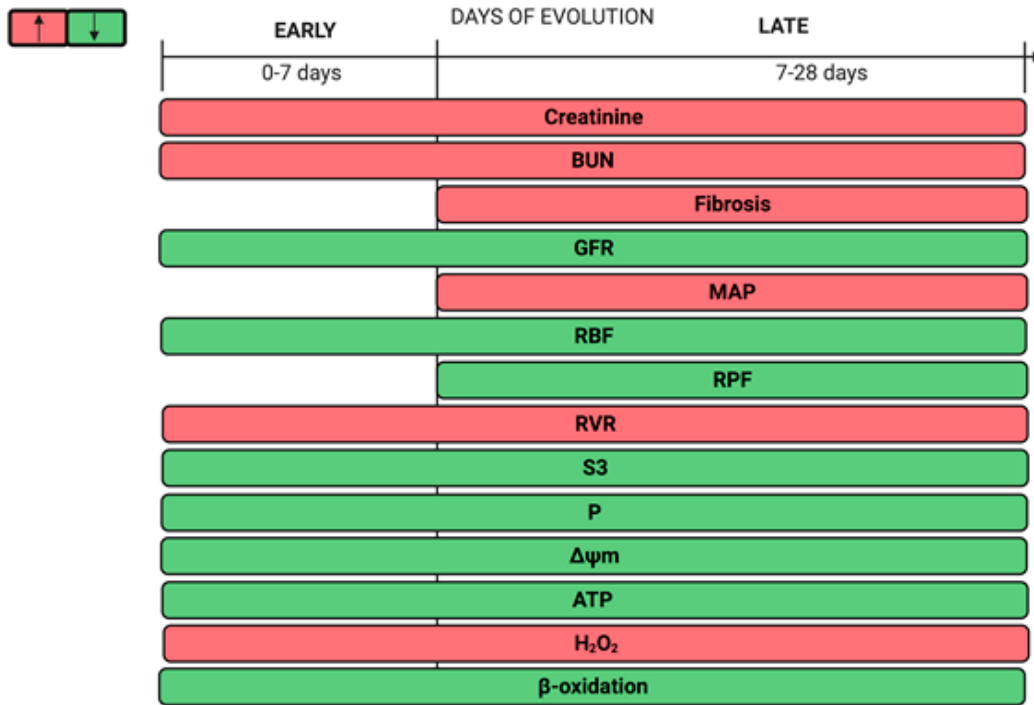 ↑ ↓
DAYS OF EVOLUTION
EARLY LATE
0-7 days 7-28 days
Creatinine
BUN
Fibrosis
GFR
MAP
RBF
RPF
RVR
S3
P
Δψm
ATP
H₂O₂
β-oxidation